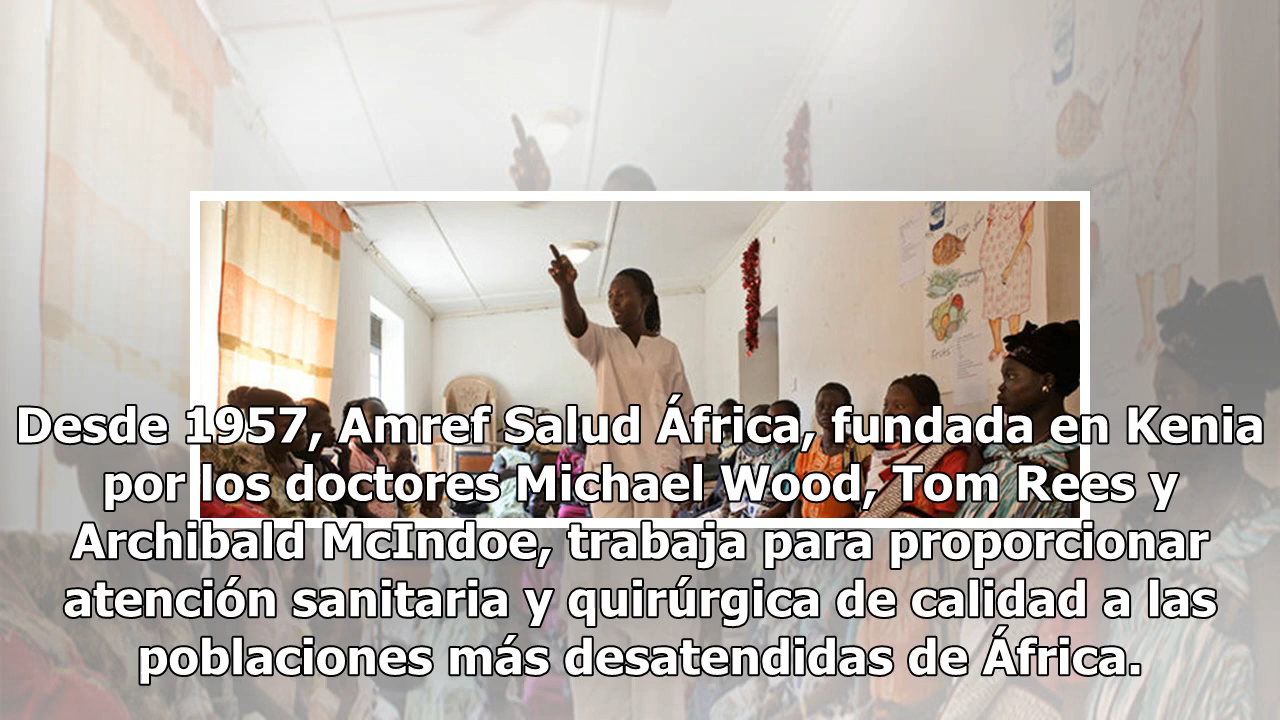 Fruits
Desde 1957, Amref Salud África, fundada en Kenia
por los doctores Michael Wood, Tom Rees y
Archibald McIndoe, trabaja para proporcionar
atención sanitaria y quirúrgica de calidad a las
poblaciones más desatendidas de África.